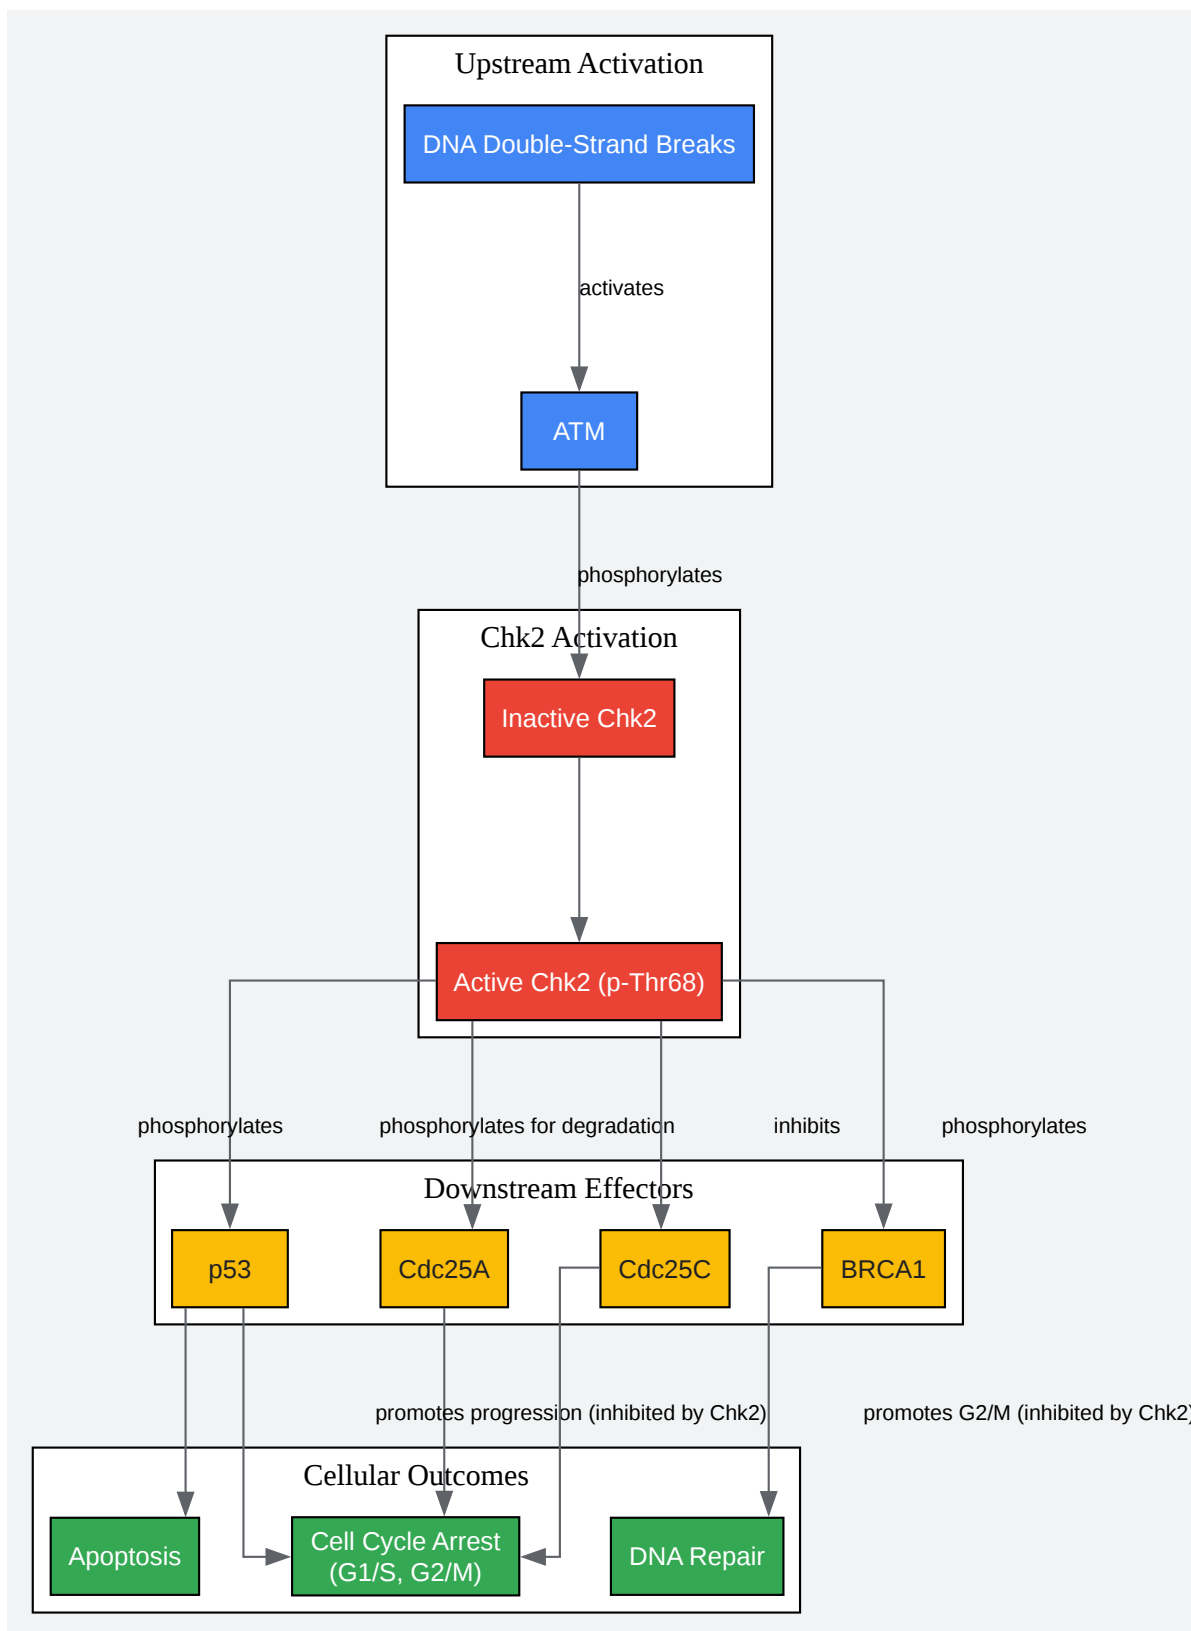 Upstream Activation
DNA Double-Strand Breaks
activates
ATM
phosphorylates
Chk2 Activation
Inactive Chk2
Active Chk2 (p-Thr68)
phosphorylates
phosphorylates for degradation
inhibits
phosphorylates
Downstream Effectors
p53
Cdc25A
Cdc25C
BRCA1
promotes progression (inhibited by Chk2)
promotes G2/M (inhibited by Chk2)
Cellular Outcomes
Apoptosis
Cell Cycle Arrest
(G1/S, G2/M)
DNA Repair